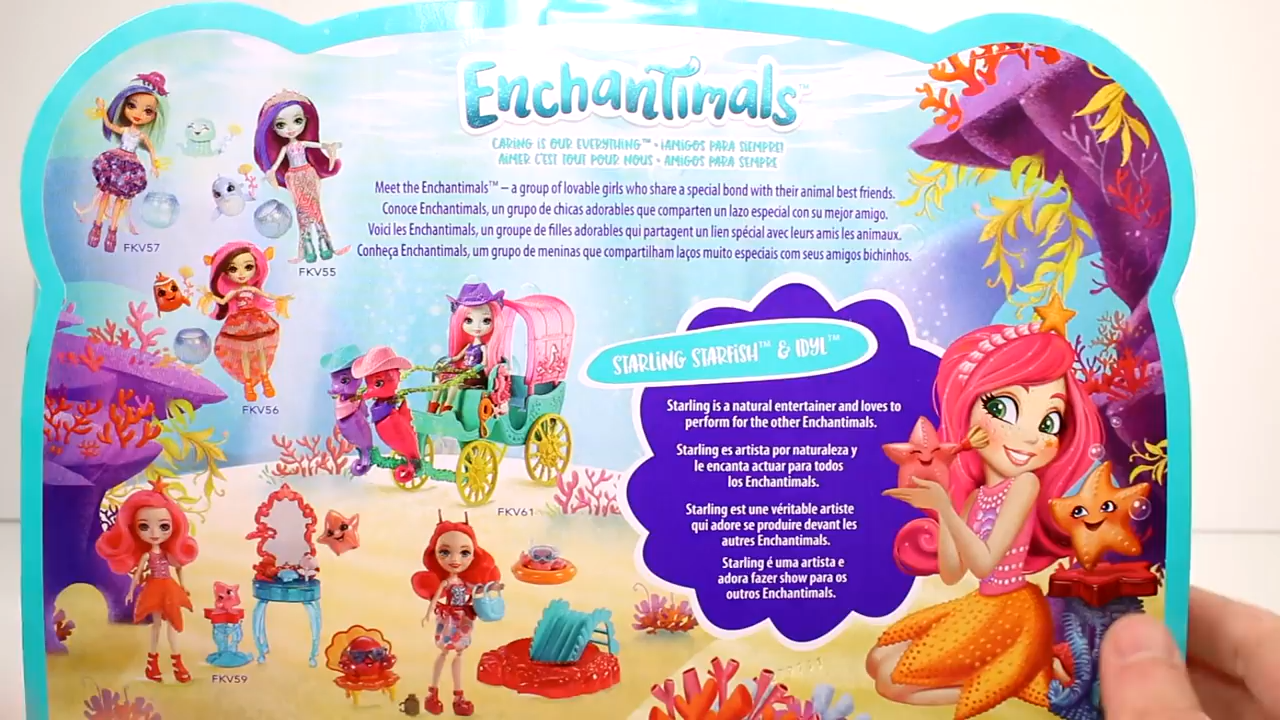 Enchantimals™
CARING IS OUR EVERYTHING™ • ¡AMIGOS PARA SIEMPRE!
AIMER C'EST TOUT POUR NOUS • AMIGOS PARA SEMPRE
Meet the Enchantimals™ – a group of lovable girls who share a special bond with their animal best friends.
Conoce Enchantimals, un grupo de chicas adorables que comparten un lazo especial con su mejor amigo.
Voici les Enchantimals, un groupe de filles adorables qui partagent un lien spécial avec leurs amis les animaux.
Conheça Enchantimals, um grupo de meninas que compartilham laços muito especiais com seus amigos bichinhos.
FKV57
FKV55
FKV56
FKV61
FKV59
STARLING STARFISH™ & IDYL™
Starling is a natural entertainer and loves to
perform for the other Enchantimals.
Starling es artista por naturaleza y
le encanta actuar para todos
los Enchantimals.
Starling est une véritable artiste
qui adore se produire devant les
autres Enchantimals.
Starling é uma artista e
adora fazer show para os
outros Enchantimals.